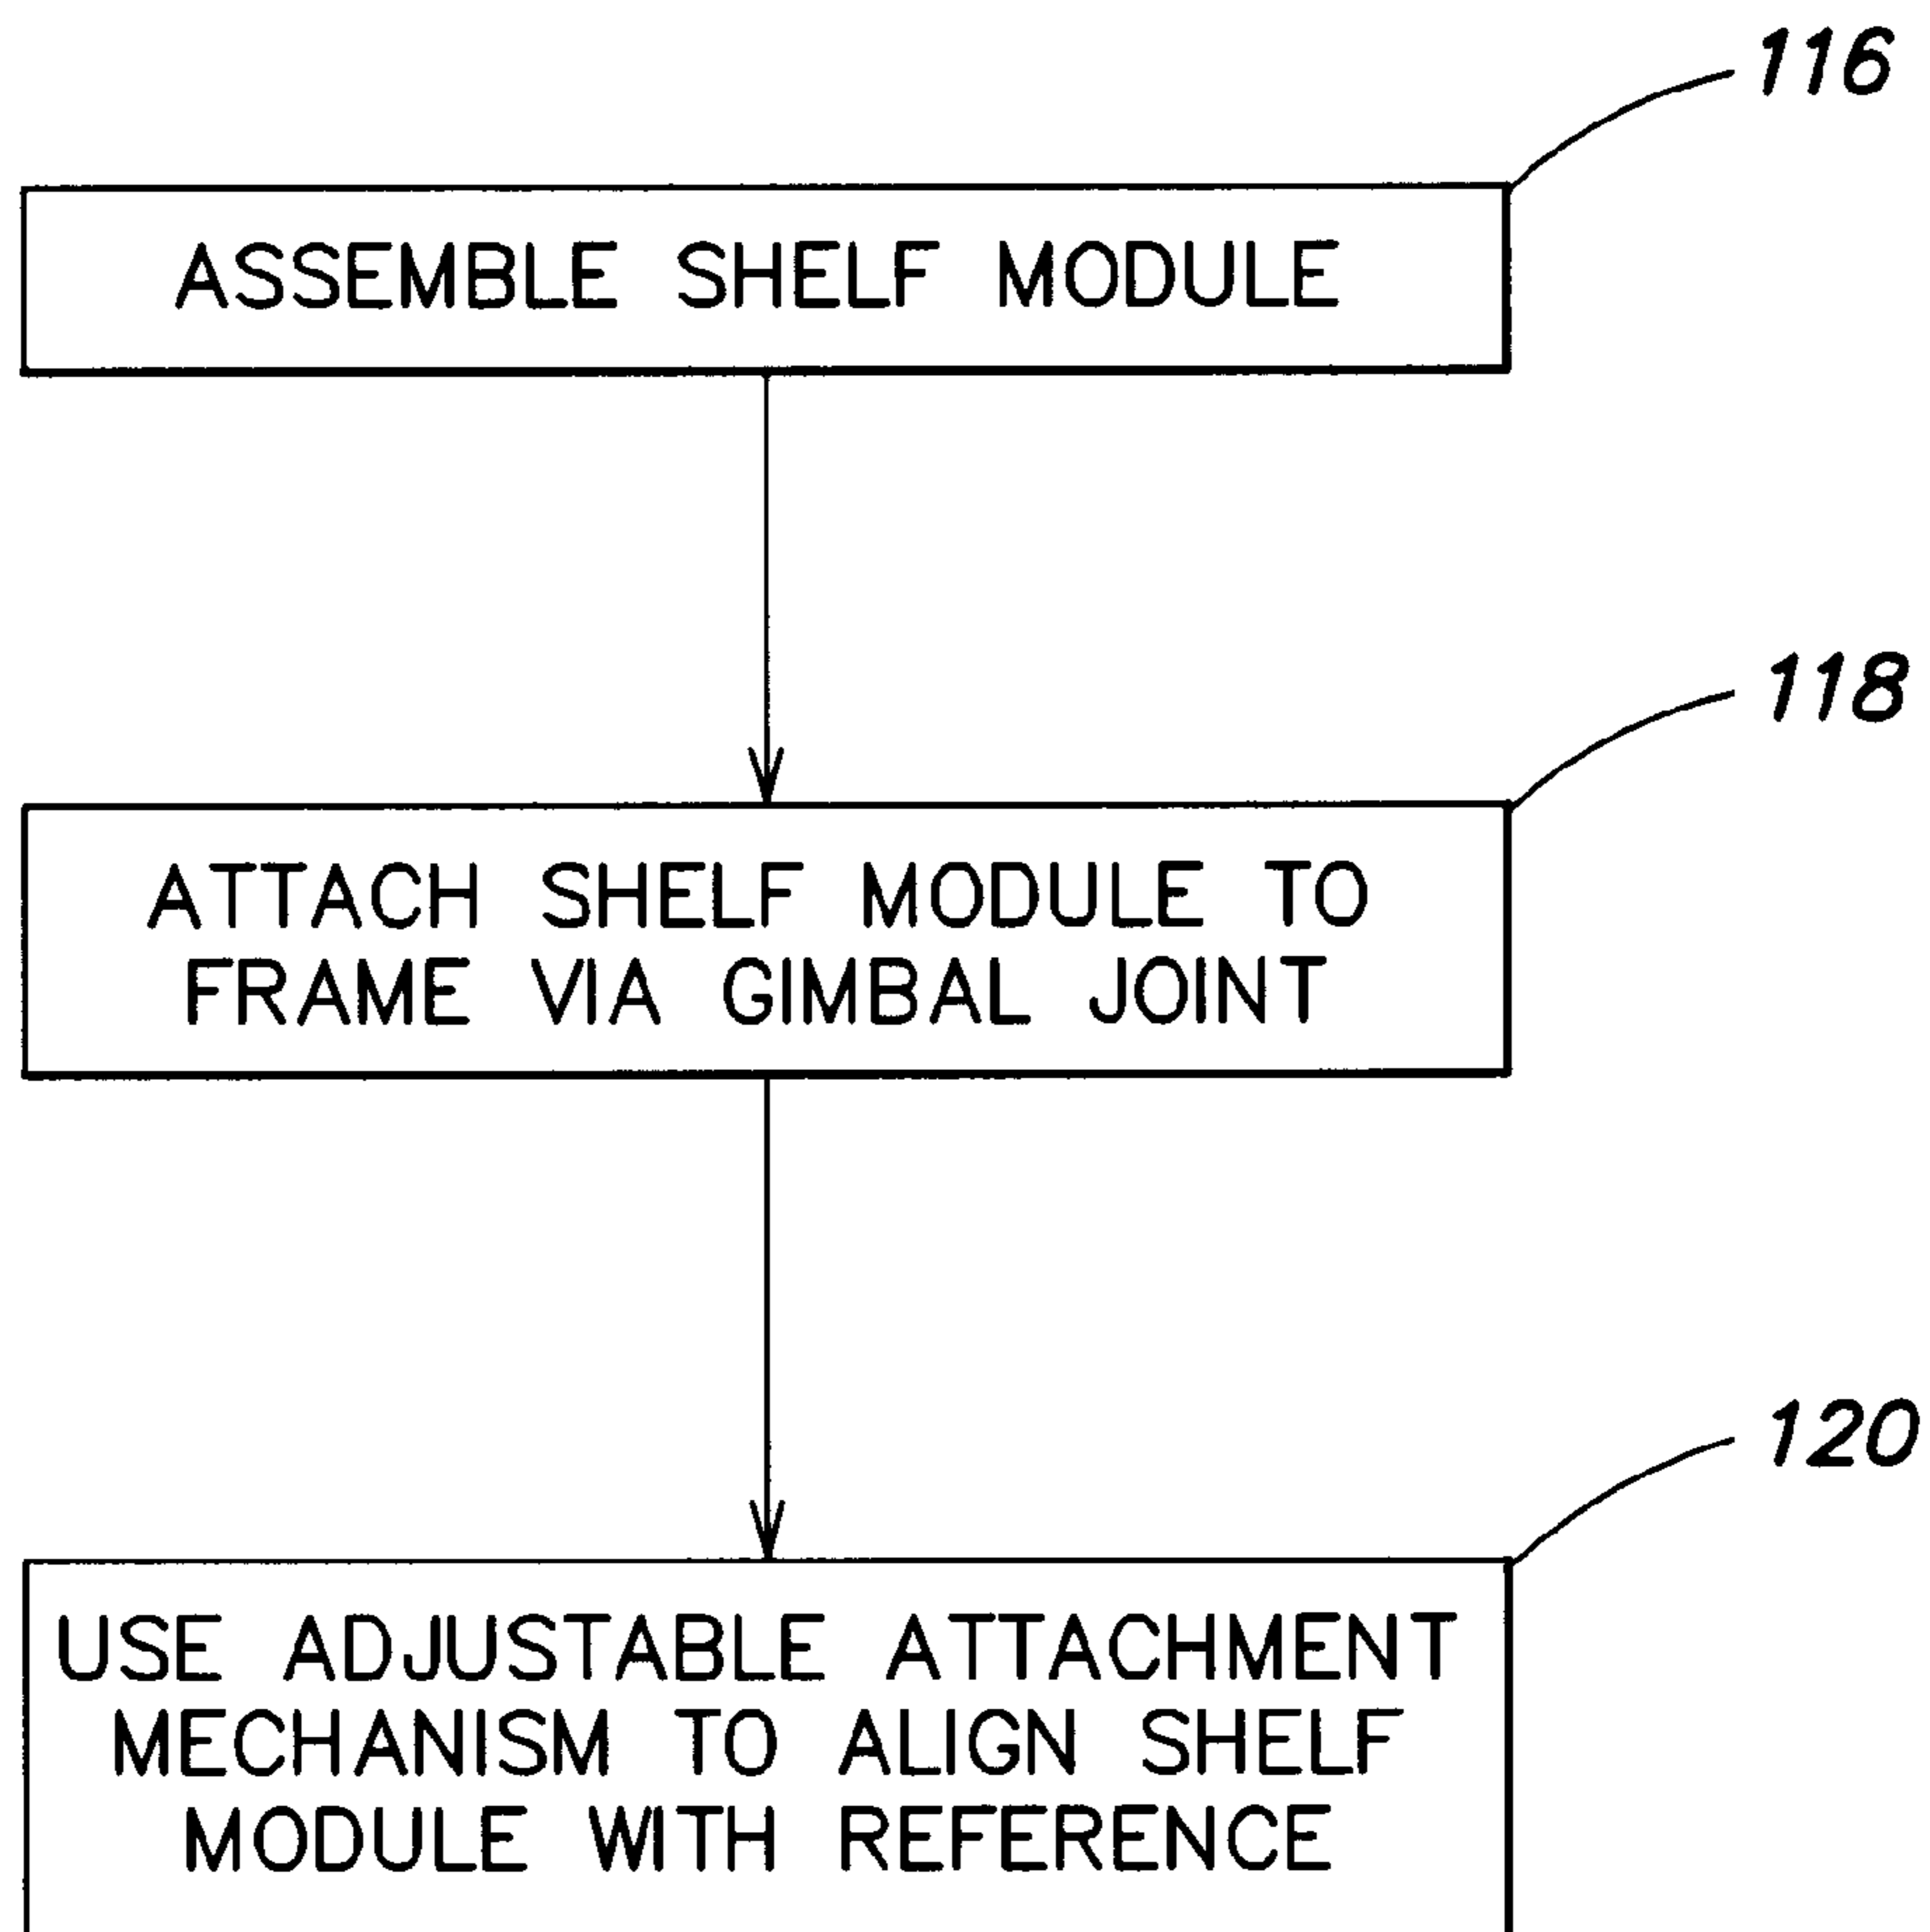 116
ASSEMBLE SHELF MODULE
118
ATTACH SHELF MODULE TO
FRAME VIA GIMBAL JOINT
120
USE ADJUSTABLE ATTACHMENT
MECHANISM TO ALIGN SHELF
MODULE WITH REFERENCE